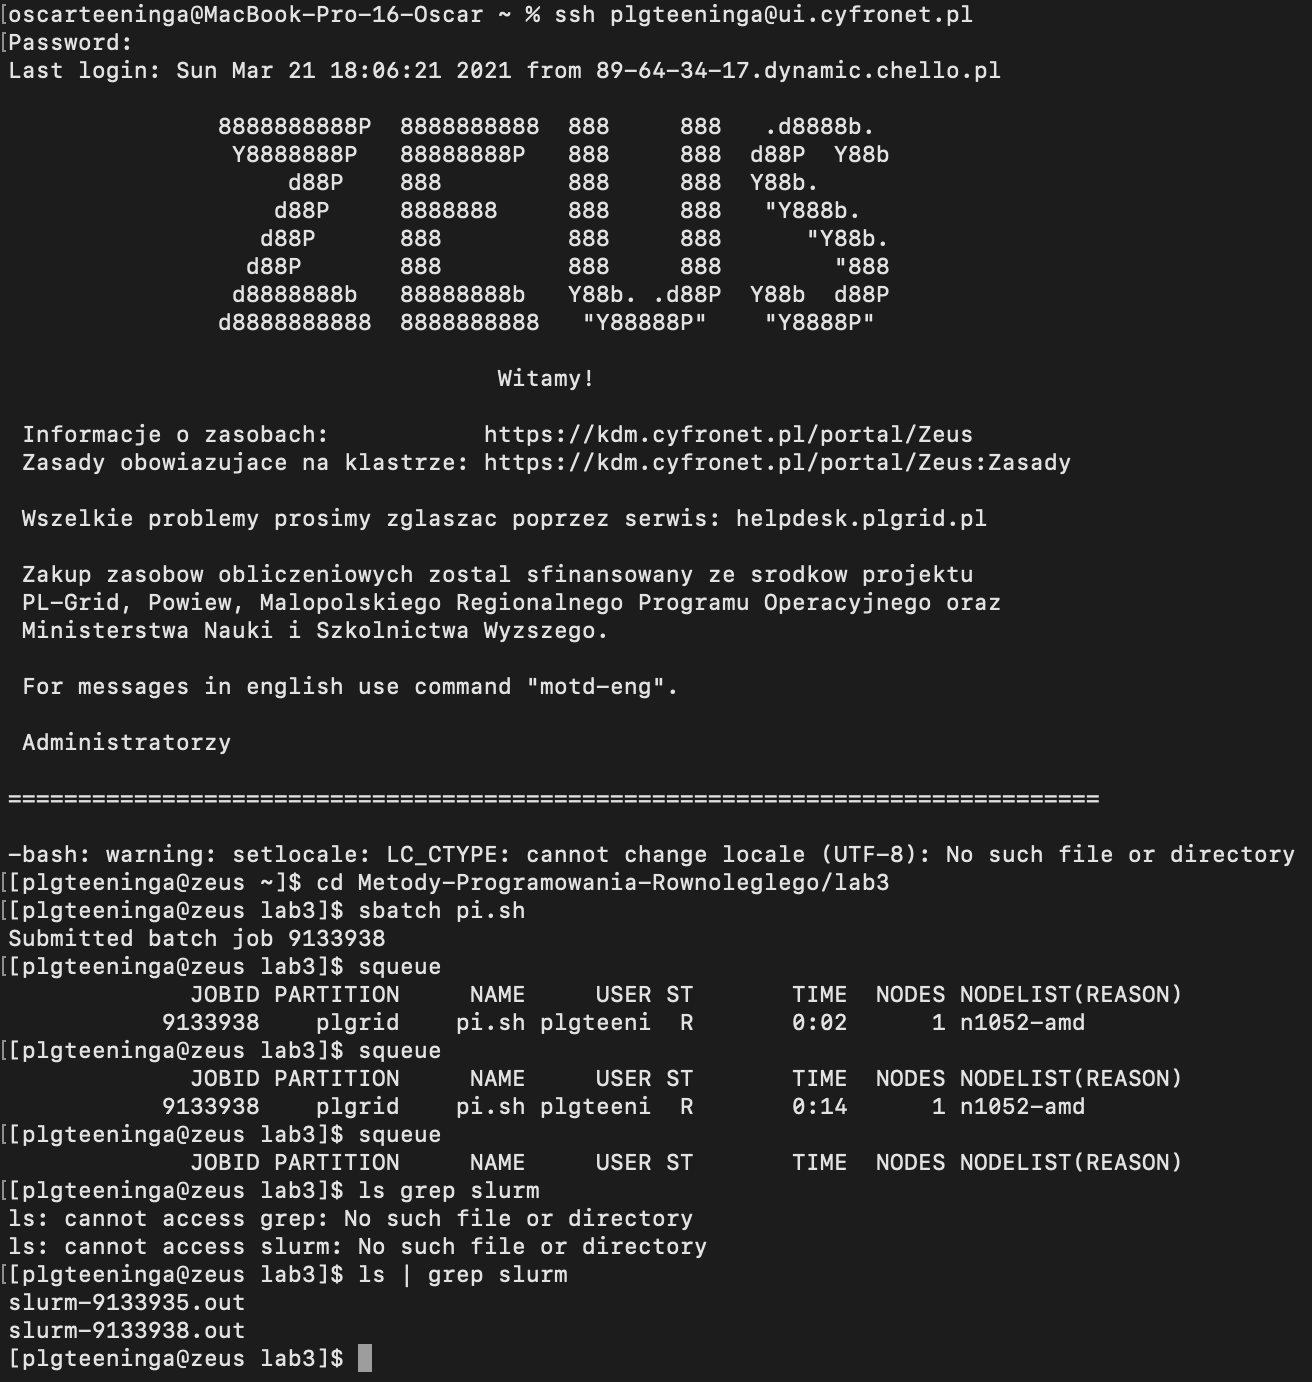 [oscarteeninga@MacBook-Pro-16-Oscar ~ % ssh plgteeninga@ui.cyfronet.pl
[Password:
Last login: Sun Mar 21 18:06:21 2021 from 89-64-34-17.dynamic.chello.pl

               8888888888P  8888888888  888     888   .d8888b.
                Y8888888P   88888888P   888     888  d88P  Y88b
                    d88P    888         888     888  Y88b.
                   d88P     8888888     888     888   "Y888b.
                  d88P      888         888     888      "Y88b.
                 d88P       888         888     888        "888
                d8888888b   88888888b   Y88b. .d88P  Y88b  d88P
               d8888888888  8888888888   "Y88888P"    "Y8888P"

                                   Witamy!

 Informacje o zasobach:           https://kdm.cyfronet.pl/portal/Zeus
 Zasady obowiazujace na klastrze: https://kdm.cyfronet.pl/portal/Zeus:Zasady

 Wszelkie problemy prosimy zglaszac poprzez serwis: helpdesk.plgrid.pl

 Zakup zasobow obliczeniowych zostal sfinansowany ze srodkow projektu
 PL-Grid, Powiew, Malopolskiego Regionalnego Programu Operacyjnego oraz
 Ministerstwa Nauki i Szkolnictwa Wyzszego.

 For messages in english use command "motd-eng".

 Administratorzy

==============================================================================

-bash: warning: setlocale: LC_CTYPE: cannot change locale (UTF-8): No such file or directory
[[plgteeninga@zeus ~]$ cd Metody-Programowania-Rownoleglego/lab3
[[plgteeninga@zeus lab3]$ sbatch pi.sh
Submitted batch job 9133938
[[plgteeninga@zeus lab3]$ squeue
             JOBID PARTITION     NAME     USER ST       TIME  NODES NODELIST(REASON)
           9133938    plgrid    pi.sh plgteeni  R       0:02      1 n1052-amd
[[plgteeninga@zeus lab3]$ squeue
             JOBID PARTITION     NAME     USER ST       TIME  NODES NODELIST(REASON)
           9133938    plgrid    pi.sh plgteeni  R       0:14      1 n1052-amd
[[plgteeninga@zeus lab3]$ squeue
             JOBID PARTITION     NAME     USER ST       TIME  NODES NODELIST(REASON)
[[plgteeninga@zeus lab3]$ ls grep slurm
ls: cannot access grep: No such file or directory
ls: cannot access slurm: No such file or directory
[[plgteeninga@zeus lab3]$ ls | grep slurm
slurm-9133935.out
slurm-9133938.out
[plgteeninga@zeus lab3]$